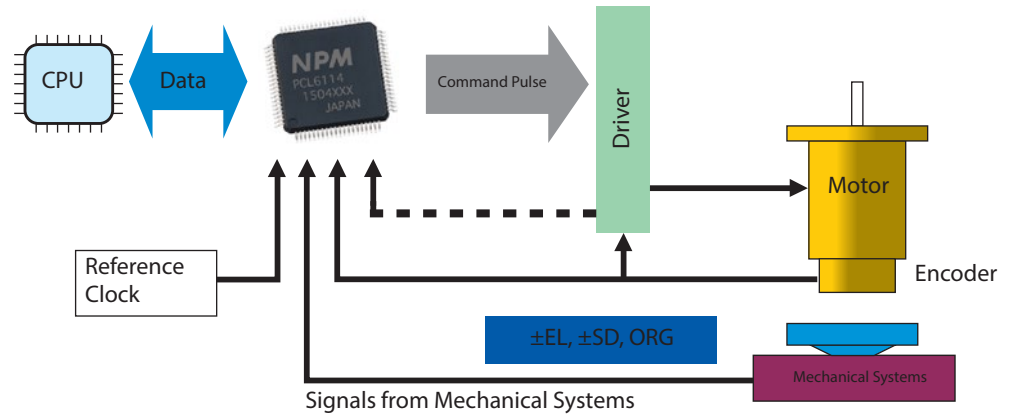 CPU
Data
NPM
PCL6114
1504XXX
JAPAN
Command Pulse
Driver
Motor
Encoder
Reference
Clock
±EL, ±SD, ORG
Mechanical Systems
Signals from Mechanical Systems